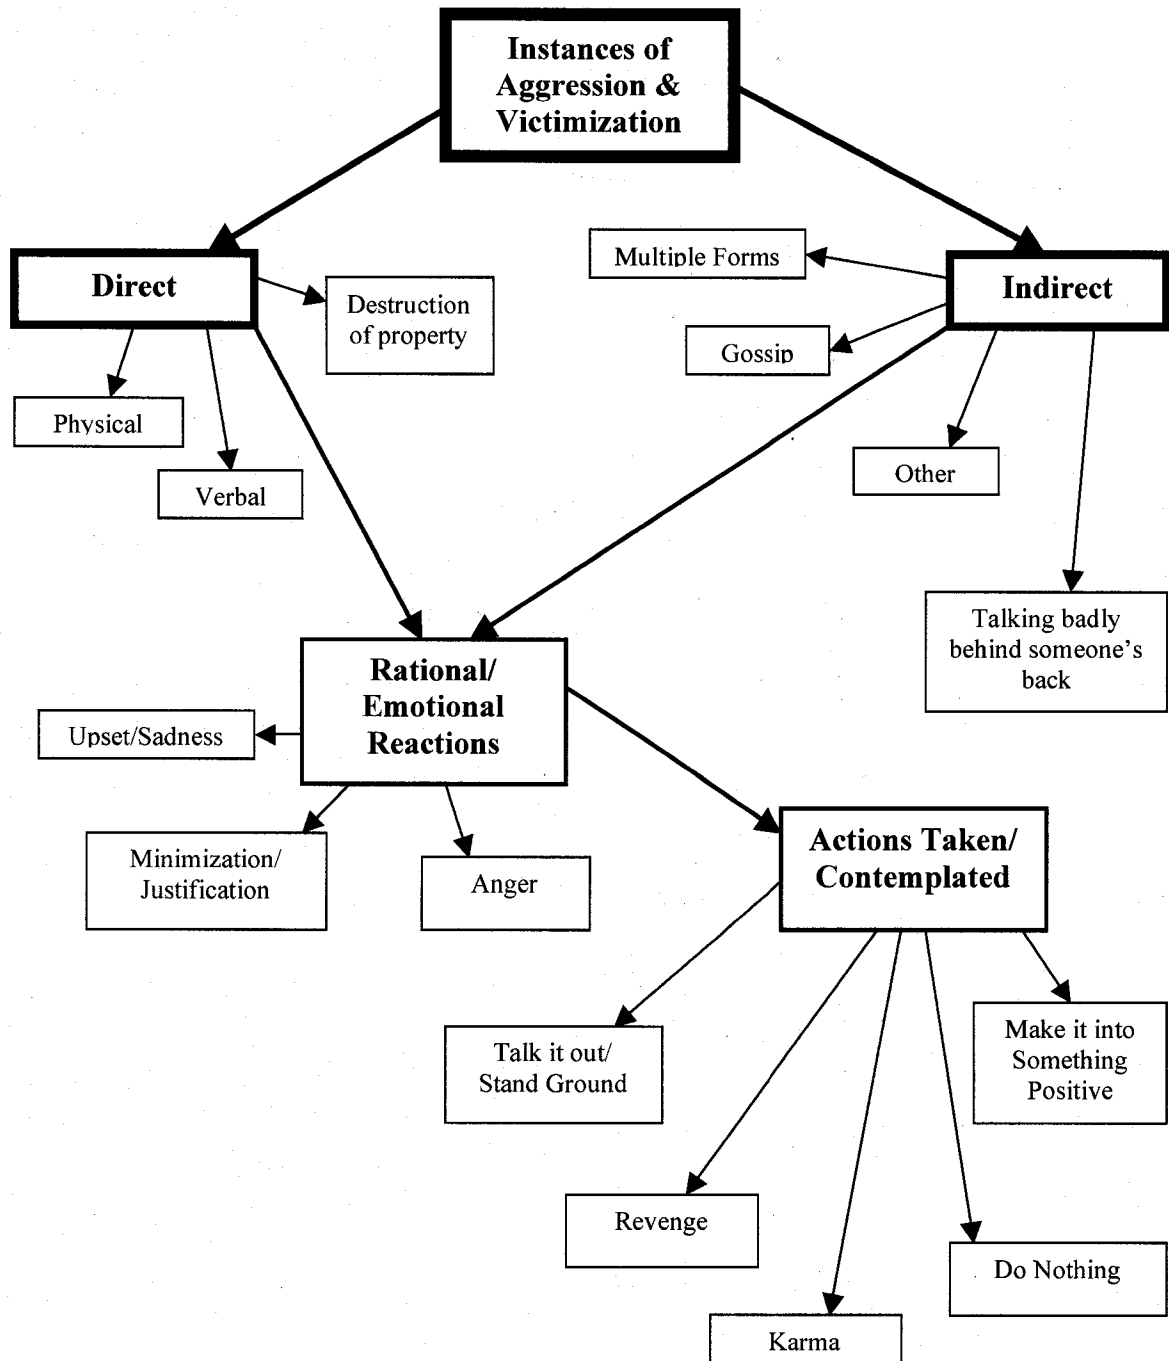 Instances of
Aggression &
Victimization
Direct
Destruction
of property
Physical
Verbal
Multiple Forms
Indirect
Gossip
Other
Talking badly
behind someone's
back
Rational/
Emotional
Reactions
Upset/Sadness
Minimization/
Justification
Anger
Actions Taken/
Contemplated
Talk it out/
Stand Ground
Make it into
Something
Positive
Revenge
Do Nothing
Karma